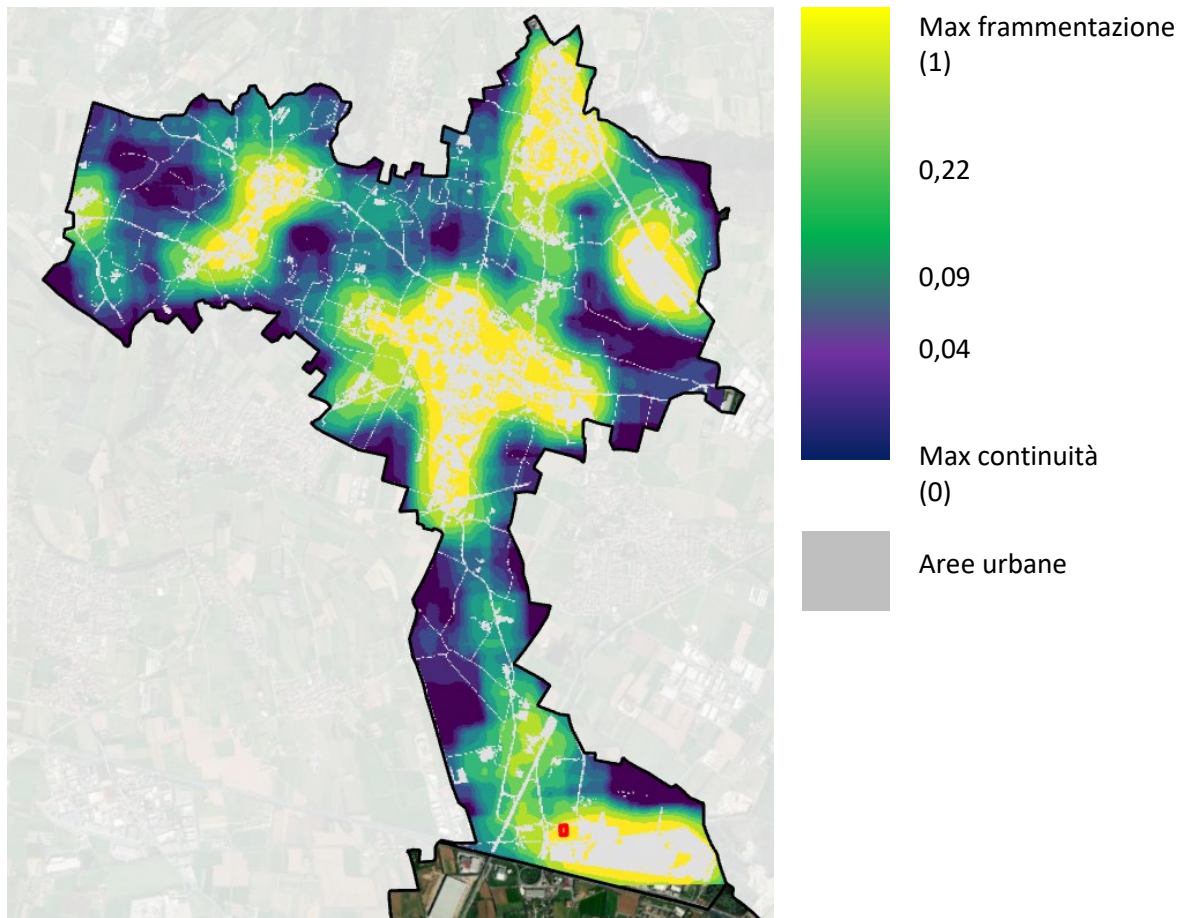 Max frammentazione
(1)
0,22
0,09
0,04
Max continuità
(0)
Aree urbane